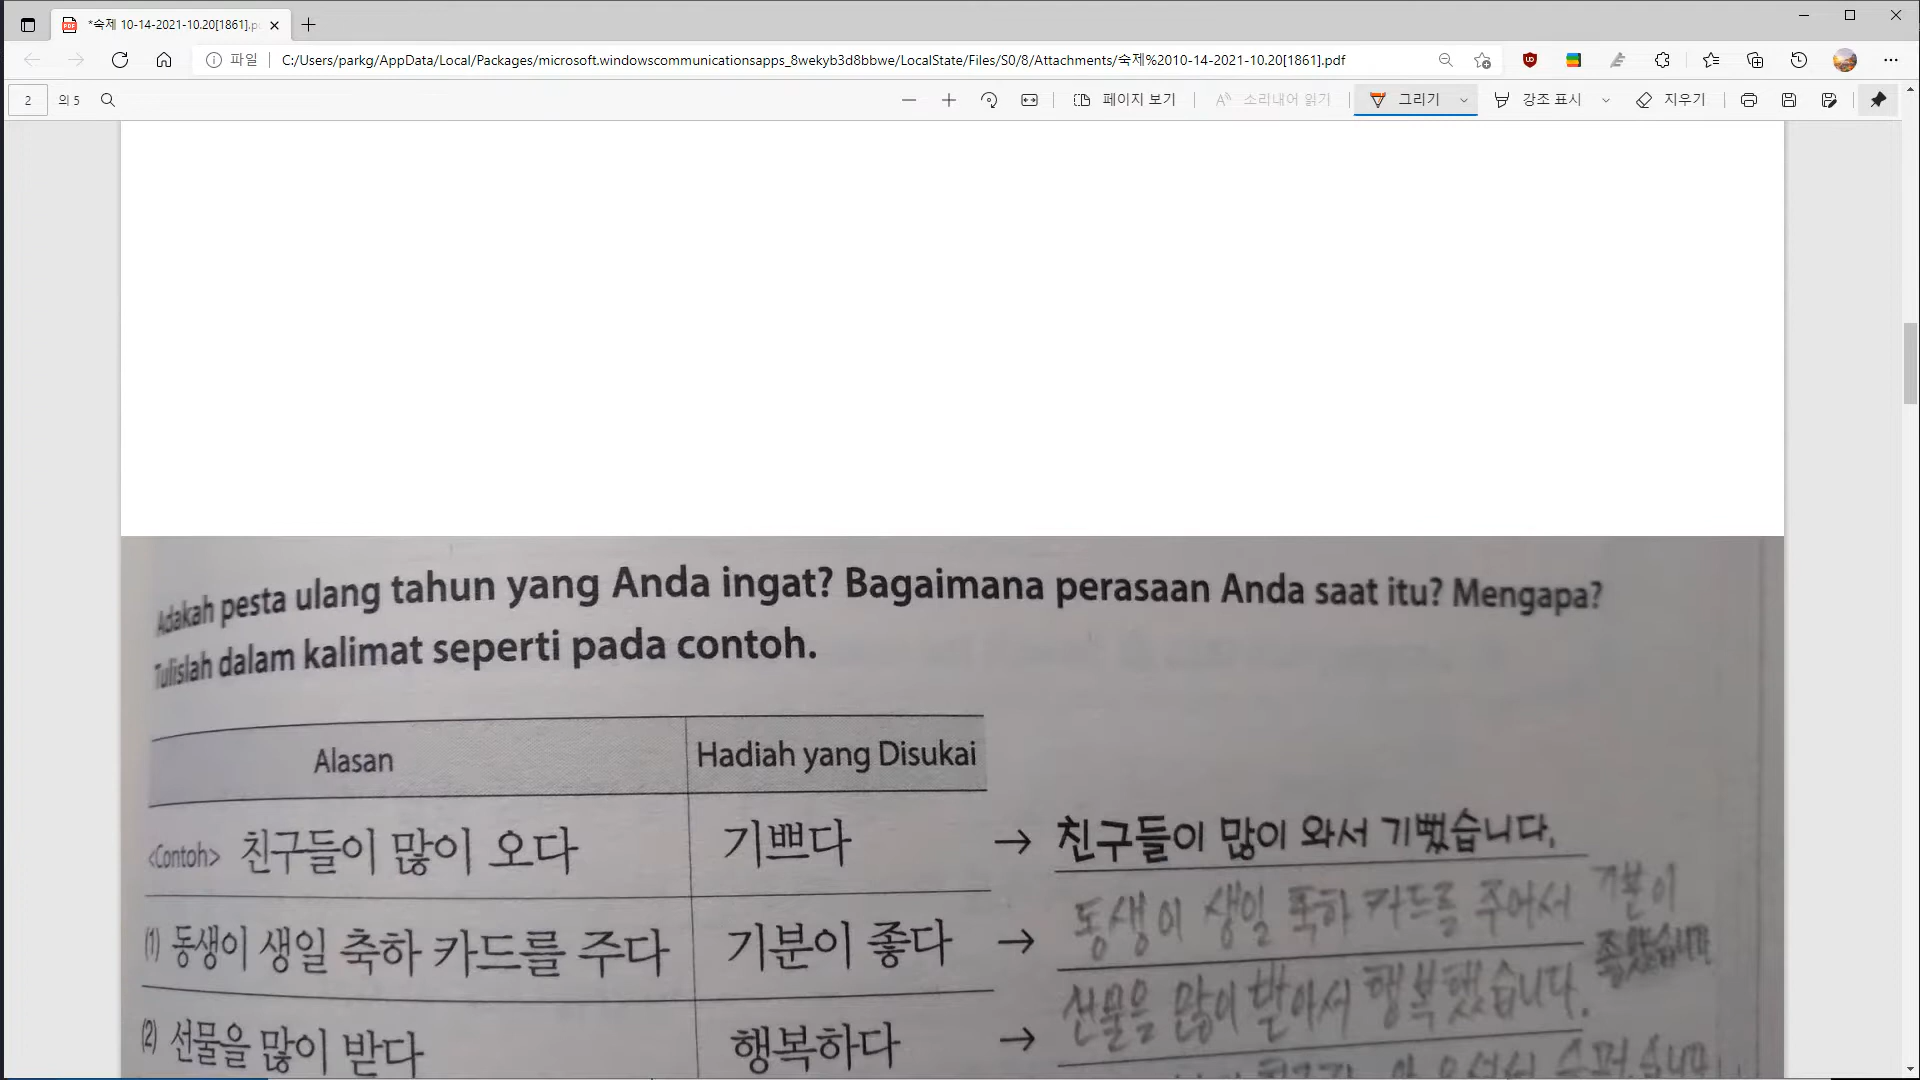 *숙제 10-14-2021-10.20[1861].p
파일
C:/Users/parkg/AppData/Local/Packages/microsoft.windowscommunicationsapps_8wekyb3d8bbwe/LocalState/Files/S0/8/Attachments/숙제%2010-14-2021-10.20[1861].pdf
2 의 5
페이지 보기
소리내어 읽기
그리기
강조 표시
지우기
Adakah pesta ulang tahun yang Anda ingat? Bagaimana perasaan Anda saat itu? Mengapa?
Tulislah dalam kalimat seperti pada contoh.
Alasan Hadiah yang Disukai
<Contoh> 친구들이 많이 오다 기쁘다 → 친구들이 많이 와서 기뻤습니다.
(1) 동생이 생일 축하 카드를 주다 기분이 좋다 → 동생이 생일 축하 카드를 주어서 기분이
좋았습니다
(2) 선물을 많이 받다 행복하다 → 선물을 많이 받아서 행복했습니다.
슬펐습니다.